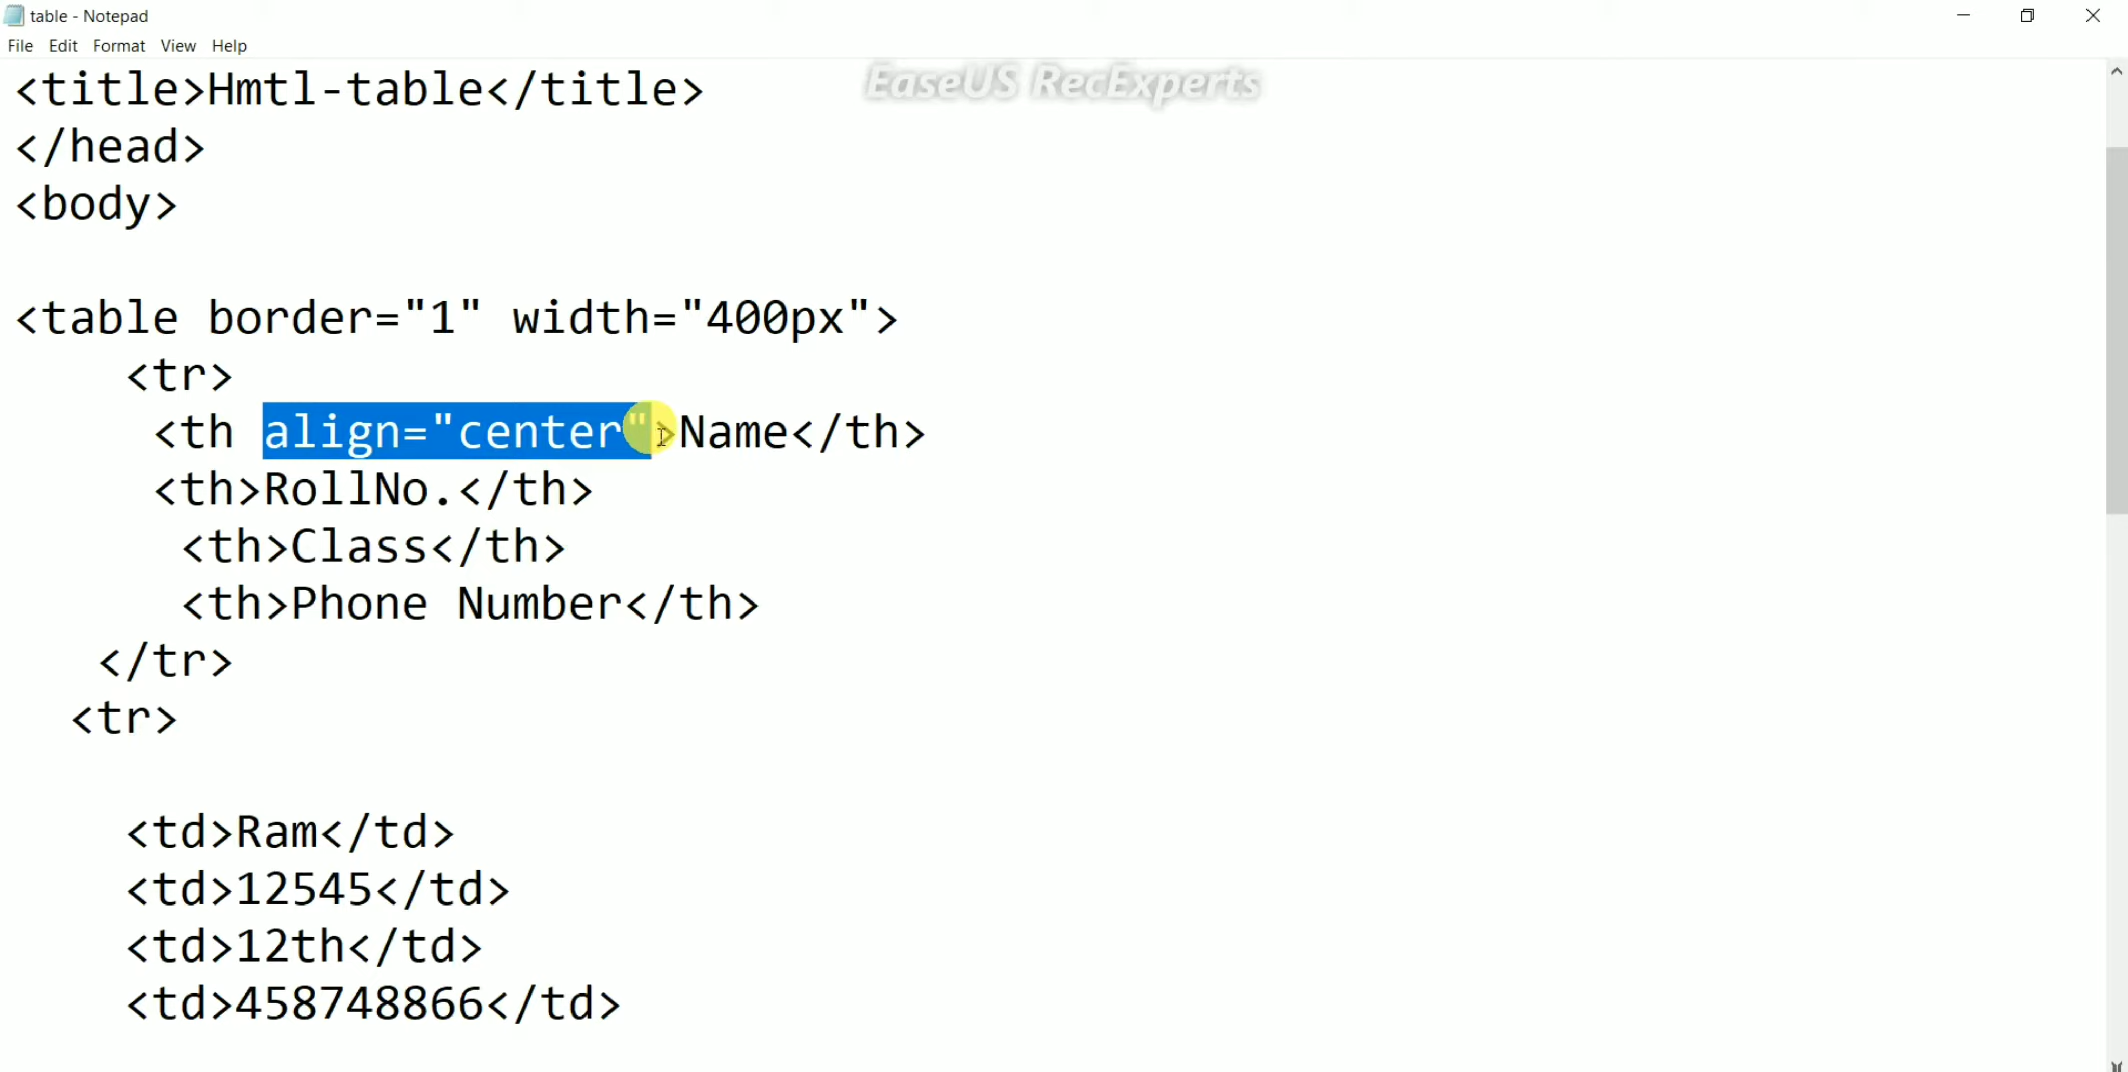 table - Notepad
File Edit Format View Help
<title>Hmtl-table</title>
EaseUS RecExperts
</head>
<body>
<table border="1" width="400px">
<tr>
<th align="center">Name</th>
<th>RollNo.</th>
<th>Class</th>
<th>Phone Number</th>
</tr>
<tr>
<td>Ram</td>
<td>12545</td>
<td>12th</td>
<td>458748866</td>